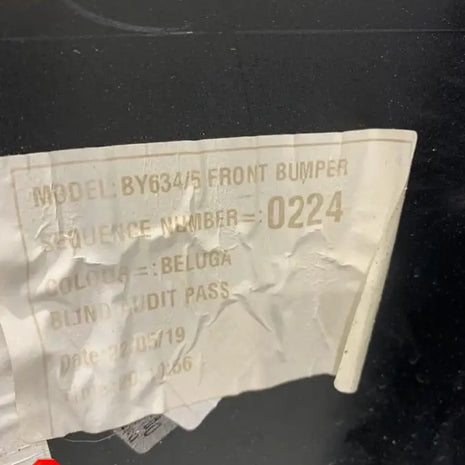 MODEL: BY634/5 FRONT BUMPER
SEQUENCE NUMBER=: 0224
COLOUR=: BELUGA
BLIND AUDIT PASS
Date: 22/05/19